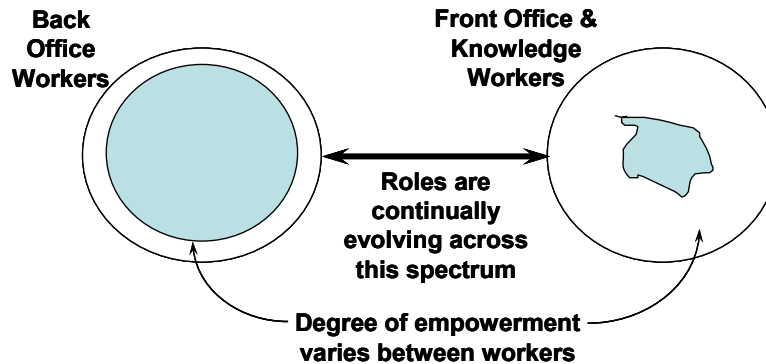 Back
Office
Workers
Front Office &
Knowledge
Workers
Roles are
continually
evolving across
this spectrum
Degree of empowerment
varies between workers